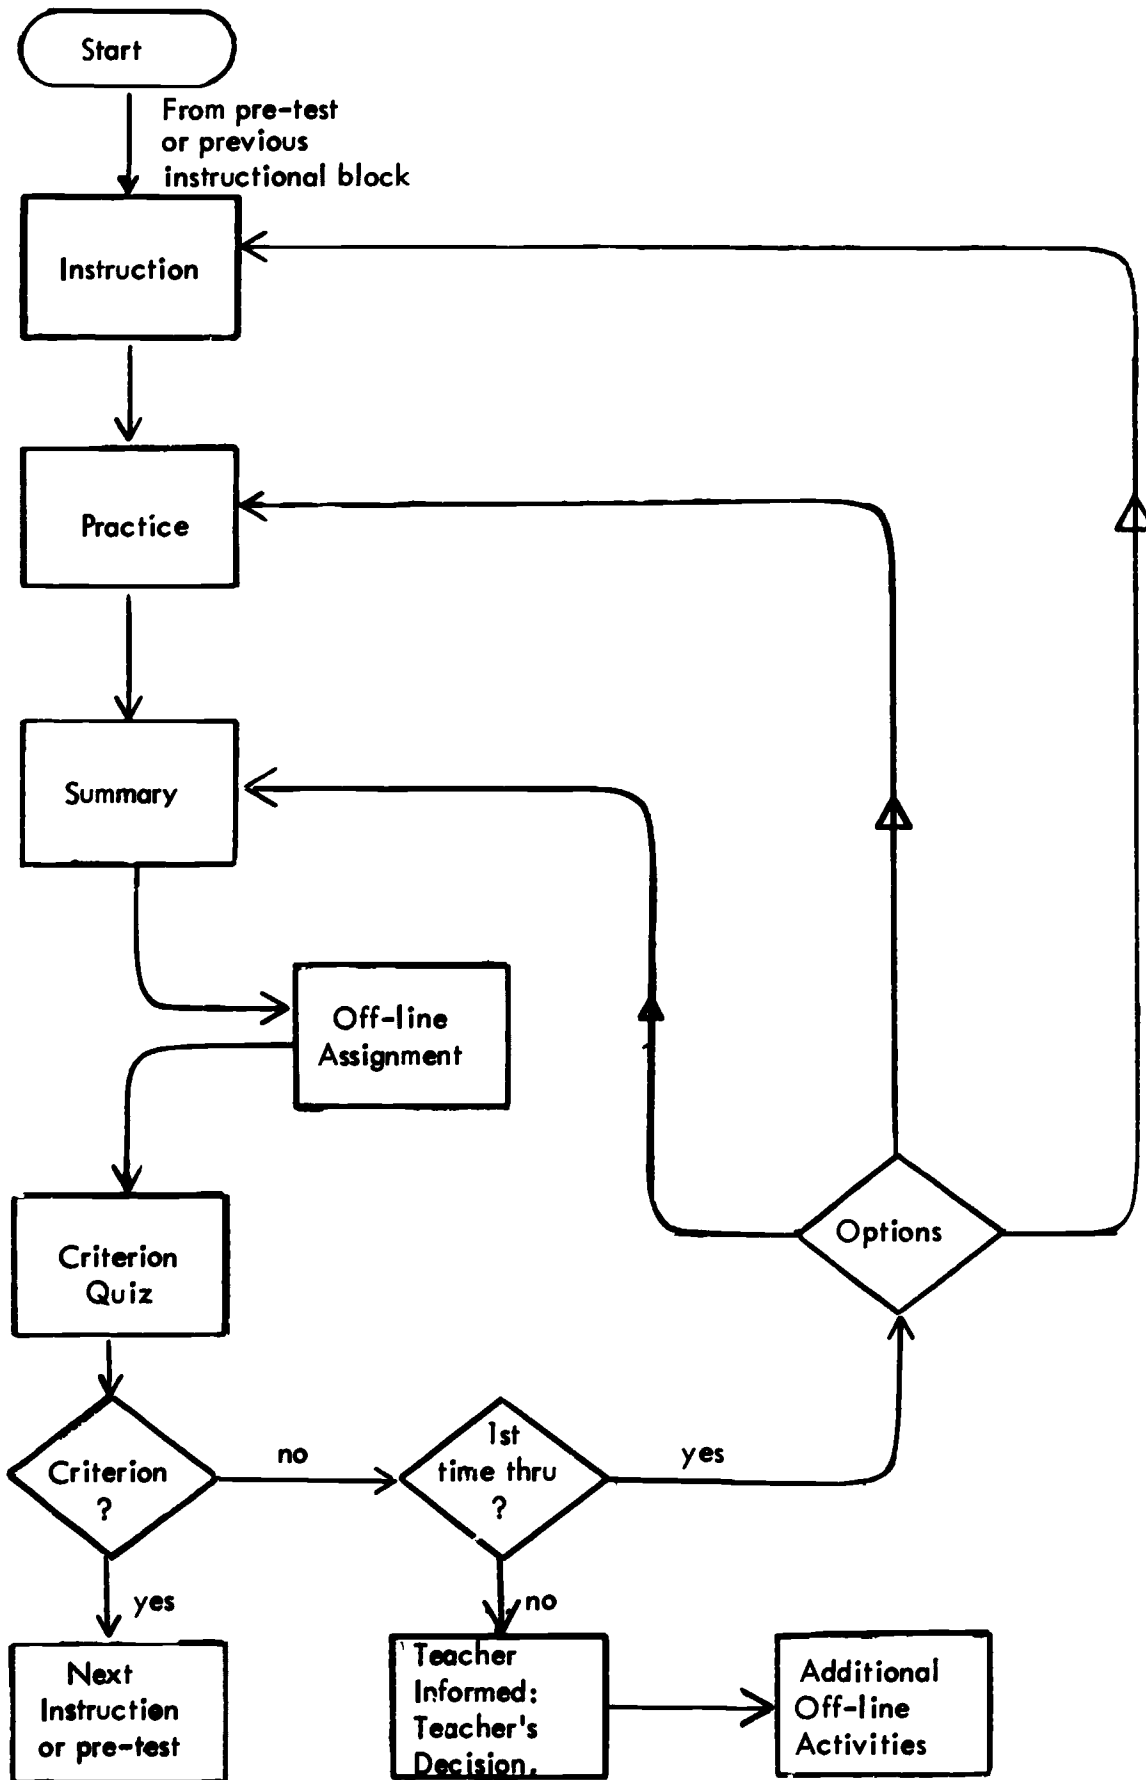 Start
From pre-test
or previous
instructional block
Instruction
Practice
Summary
Off-line
Assignment
Criterion
Quiz
Options
Criterion
?
no
1st
time thru
?
yes
yes
no
Next
Instruction
or pre-test
Teacher
Informed:
Teacher's
Decision.
Additional
Off-line
Activities